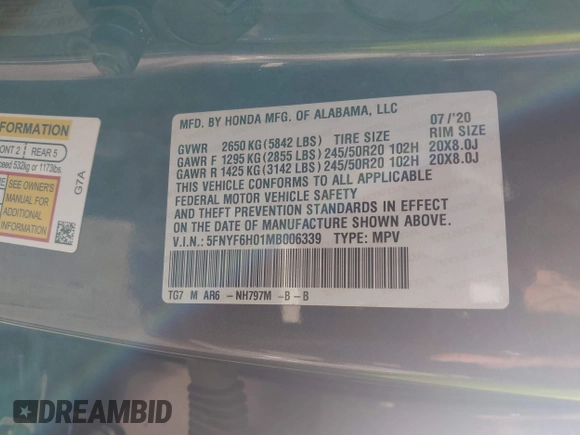 FORMATION
ONT 2 REAR 5
ceed 532kg or 1173lbs.
SEE OWNER'S
MANUAL FOR
ADDITIONAL
INFORMATION
G7A
MFD. BY HONDA MFG. OF ALABAMA, LLC 07/'20
GVWR 2650 KG (5842 LBS) TIRE SIZE RIM SIZE
GAWR F 1295 KG (2855 LBS) 245/50R20 102H 20X8.0J
GAWR R 1425 KG (3142 LBS) 245/50R20 102H 20X8.0J
THIS VEHICLE CONFORMS TO ALL APPLICABLE
FEDERAL MOTOR VEHICLE SAFETY
AND THEFT PREVENTION STANDARDS IN EFFECT
ON THE DATE OF MANUFACTURE SHOWN ABOVE.
V.I.N.: 5FNYF6H01MB006339 TYPE: MPV
TG7 M AR6 -NH797M -B-B
DREAMBID